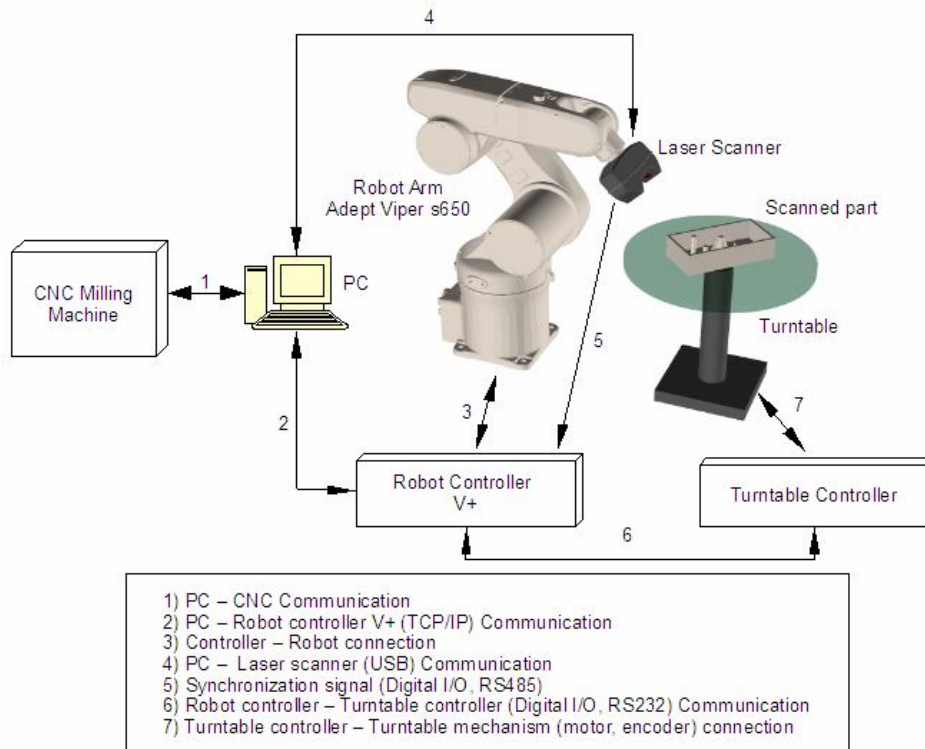 4
Laser Scanner
Robot Arm
Adept Viper s650
Scanned part
CNC Milling
Machine
1
PC
Turntable
5
2
3
7
Robot Controller
V+
Turntable Controller
6
1) PC – CNC Communication
2) PC – Robot controller V+ (TCP/IP) Communication
3) Controller – Robot connection
4) PC – Laser scanner (USB) Communication
5) Synchronization signal (Digital I/O, RS485)
6) Robot controller – Turntable controller (Digital I/O, RS232) Communication
7) Turntable controller – Turntable mechanism (motor, encoder) connection